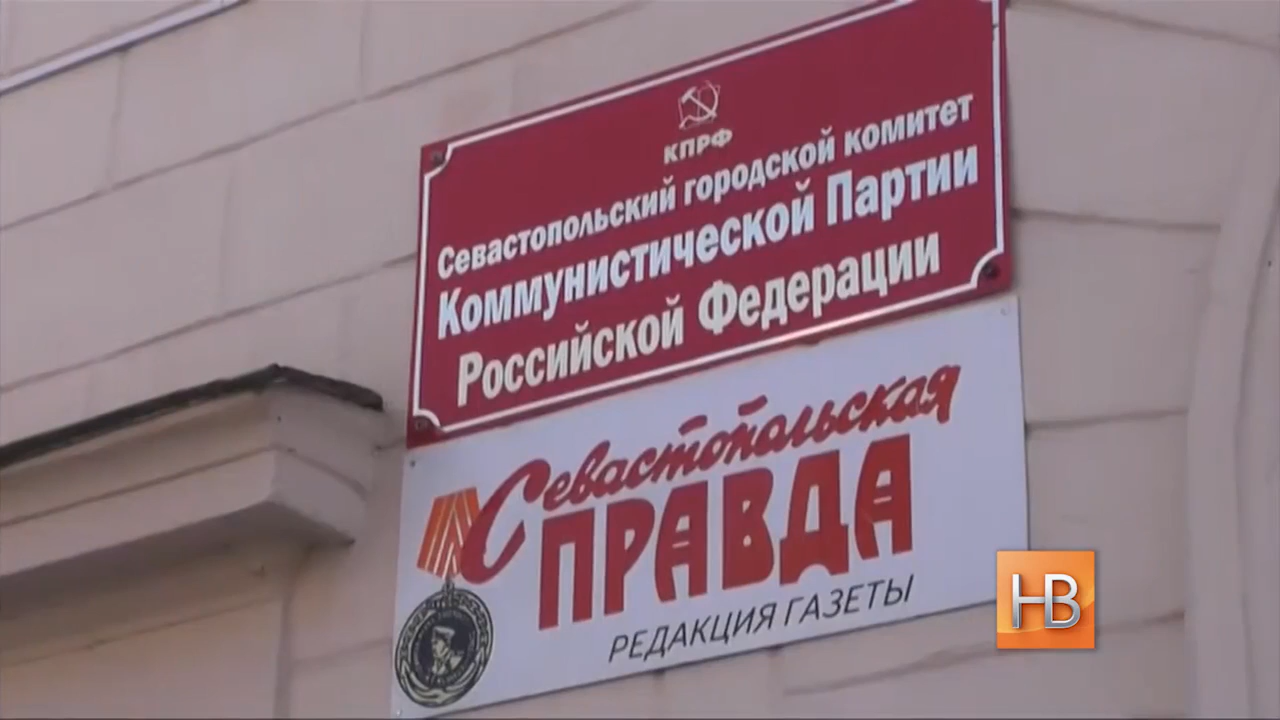 КПРФ
Севастопольский городской комитет
Коммунистической Партии
Российской Федерации
Севастопольская
ПРАВДА
РЕДАКЦИЯ ГАЗЕТЫ
НВ